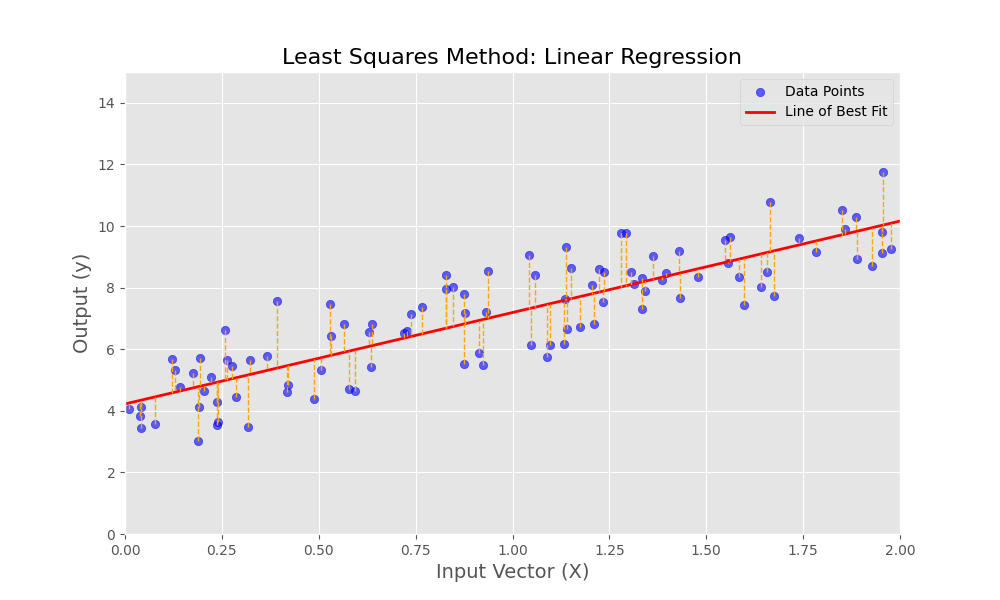 Least Squares Method: Linear Regression
Data Points
Line of Best Fit
14
12
10
8
6
4
2
0
0.00 0.25 0.50 0.75 1.00 1.25 1.50 1.75 2.00
Output (y)
Input Vector (X)